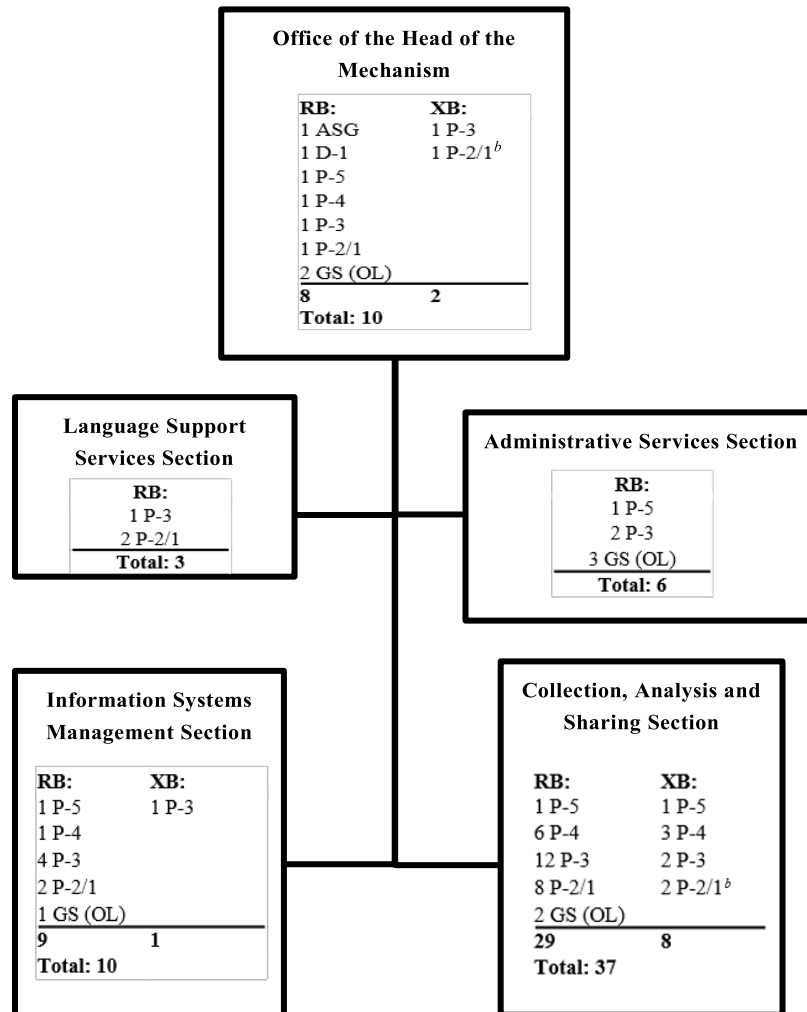 Office of the Head of the
Mechanism
RB: XB:
1 ASG 1 P-3
1 D-1 1 P-2/1ᵇ
1 P-5
1 P-4
1 P-3
1 P-2/1
2 GS (OL)
8 2
Total: 10
Language Support
Services Section
RB:
1 P-3
2 P-2/1
Total: 3
Administrative Services Section
RB:
1 P-5
2 P-3
3 GS (OL)
Total: 6
Information Systems
Management Section
RB: XB:
1 P-5 1 P-3
1 P-4
4 P-3
2 P-2/1
1 GS (OL)
9 1
Total: 10
Collection, Analysis and
Sharing Section
RB: XB:
1 P-5 1 P-5
6 P-4 3 P-4
12 P-3 2 P-3
8 P-2/1 2 P-2/1ᵇ
2 GS (OL)
29 8
Total: 37